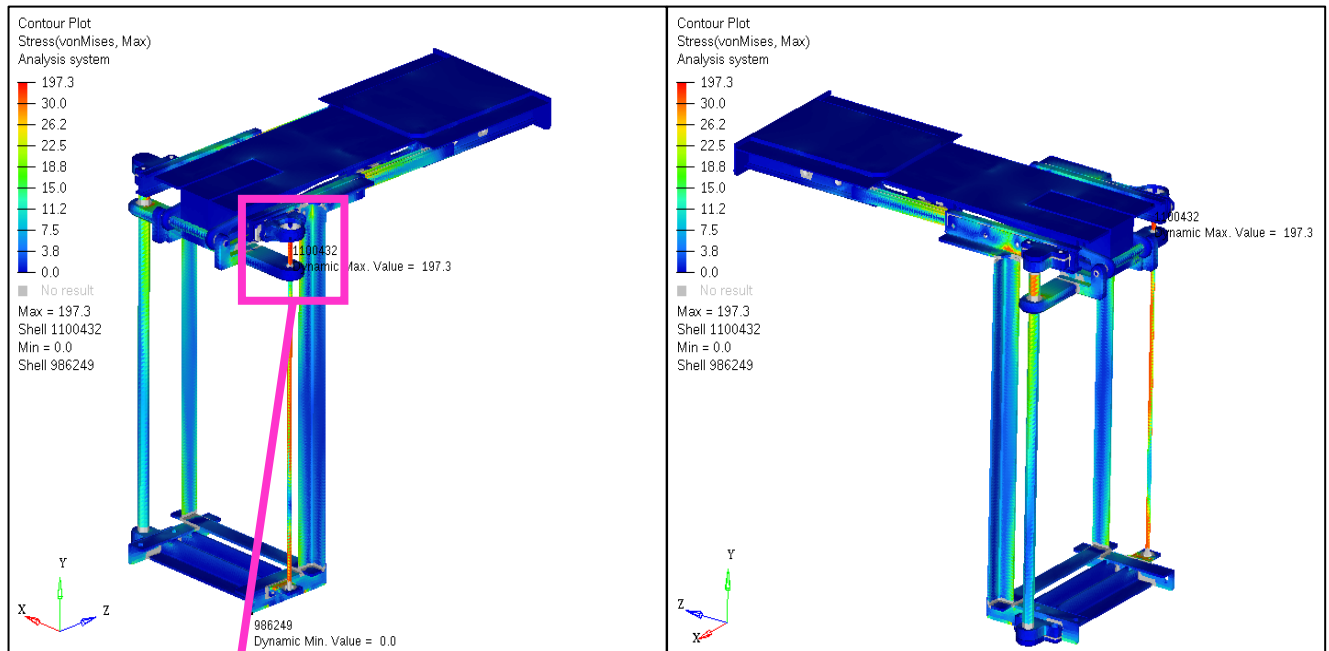 Contour Plot
Stress(vonMises, Max)
Analysis system
197.3
30.0
26.2
22.5
18.8
15.0
11.2
7.5
3.8
0.0
No result
Max = 197.3
Shell 1100432
Min = 0.0
Shell 986249
1100432
Dynamic Max. Value = 197.3
986249
Dynamic Min. Value = 0.0
Y
X
Z
Contour Plot
Stress(vonMises, Max)
Analysis system
197.3
30.0
26.2
22.5
18.8
15.0
11.2
7.5
3.8
0.0
No result
Max = 197.3
Shell 1100432
Min = 0.0
Shell 986249
1100432
Dynamic Max. Value = 197.3
Y
Z
X